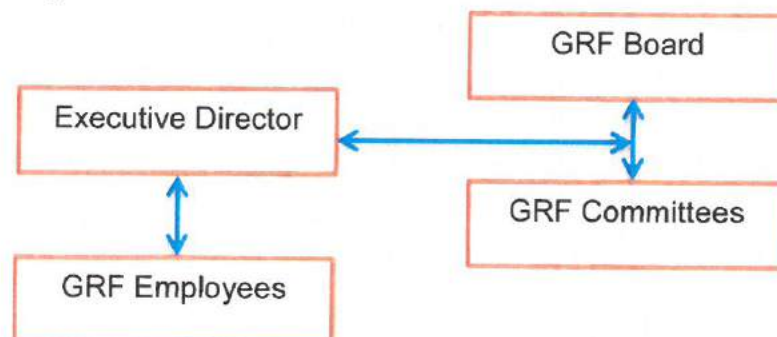 GRF Board
Executive Director
GRF Committees
GRF Employees